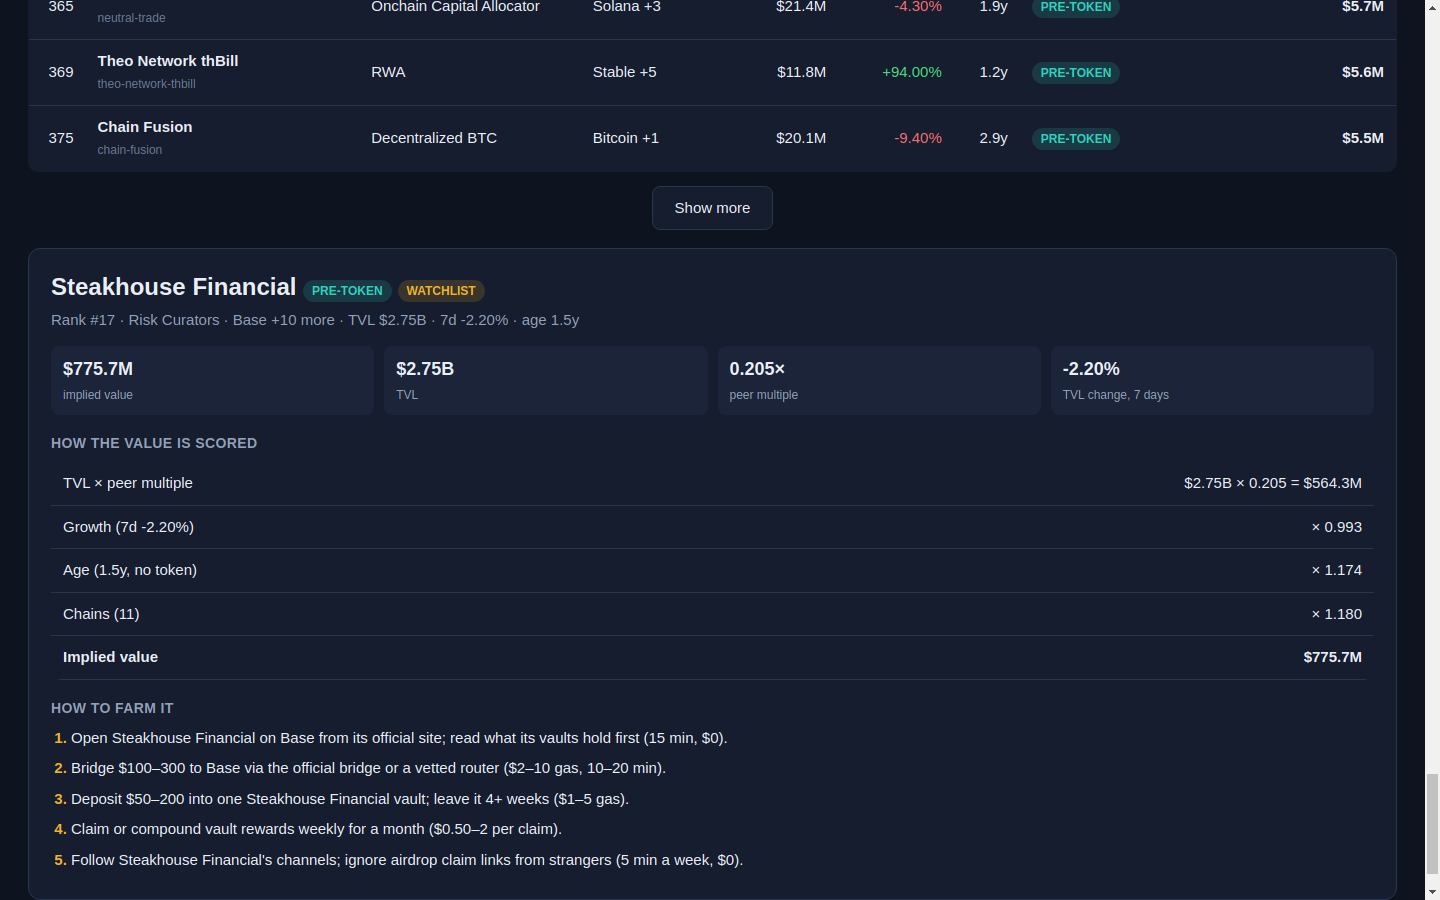 365 Onchain Capital Allocator Solana +3 $21.4M -4.30% 1.9y PRE-TOKEN $5.7M
neutral-trade
369 Theo Network thBill RWA Stable +5 $11.8M +94.00% 1.2y PRE-TOKEN $5.6M
theo-network-thbill
375 Chain Fusion Decentralized BTC Bitcoin +1 $20.1M -9.40% 2.9y PRE-TOKEN $5.5M
chain-fusion
Show more
Steakhouse Financial PRE-TOKEN WATCHLIST
Rank #17 · Risk Curators · Base +10 more · TVL $2.75B · 7d -2.20% · age 1.5y
$775.7M $2.75B 0.205× -2.20%
implied value TVL peer multiple TVL change, 7 days
HOW THE VALUE IS SCORED
TVL × peer multiple $2.75B × 0.205 = $564.3M
Growth (7d -2.20%) × 0.993
Age (1.5y, no token) × 1.174
Chains (11) × 1.180
Implied value $775.7M
HOW TO FARM IT
1. Open Steakhouse Financial on Base from its official site; read what its vaults hold first (15 min, $0).
2. Bridge $100–300 to Base via the official bridge or a vetted router ($2–10 gas, 10–20 min).
3. Deposit $50–200 into one Steakhouse Financial vault; leave it 4+ weeks ($1–5 gas).
4. Claim or compound vault rewards weekly for a month ($0.50–2 per claim).
5. Follow Steakhouse Financial's channels; ignore airdrop claim links from strangers (5 min a week, $0).